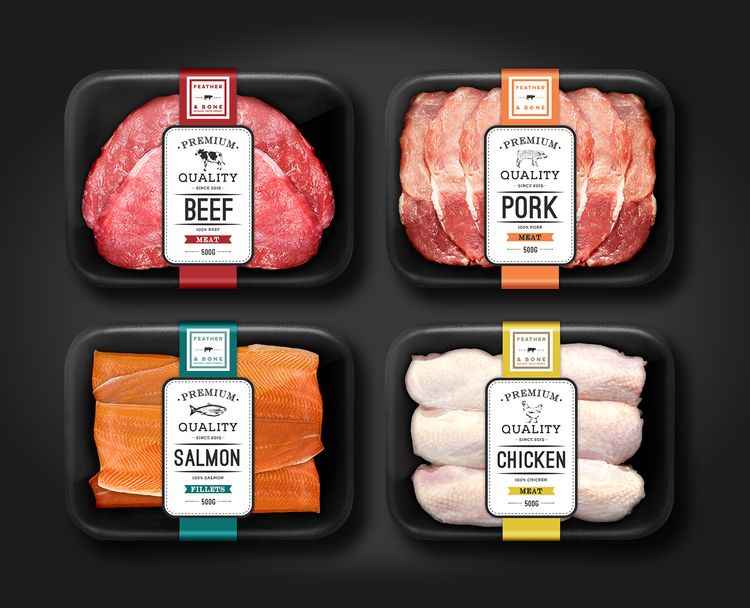 FEATHER
& BONE
PREMIUM
QUALITY
SINCE 2015
BEEF
100% BEEF
MEAT
500G
FEATHER
& BONE
PREMIUM
QUALITY
SINCE 2015
PORK
100% PORK
MEAT
500G
FEATHER
& BONE
PREMIUM
QUALITY
SINCE 2015
SALMON
100% SALMON
FILLETS
500G
FEATHER
& BONE
PREMIUM
QUALITY
SINCE 2015
CHICKEN
100% CHICKEN
MEAT
500G